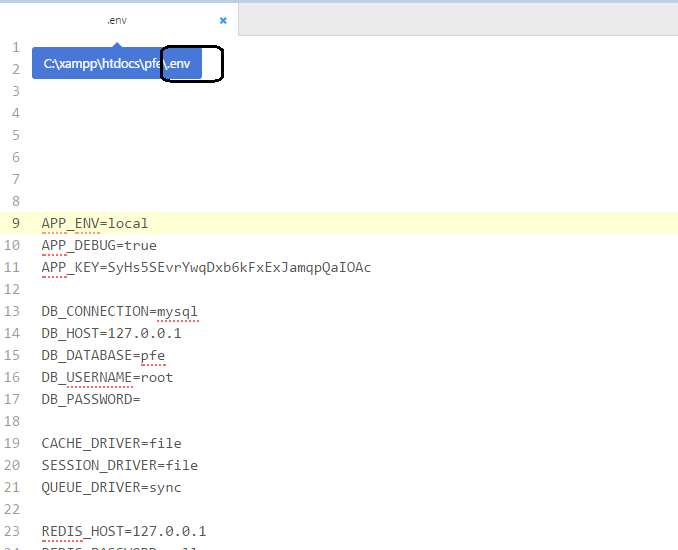 .env ×
1
C:\xampp\htdocs\pfe\.env
2
3
4
5
6
7
8
9 APP_ENV=local
10 APP_DEBUG=true
11 APP_KEY=SyHs5SEvrYwqDxb6kFxExJamqpQaIOAc
12
13 DB_CONNECTION=mysql
14 DB_HOST=127.0.0.1
15 DB_DATABASE=pfe
16 DB_USERNAME=root
17 DB_PASSWORD=
18
19 CACHE_DRIVER=file
20 SESSION_DRIVER=file
21 QUEUE_DRIVER=sync
22
23 REDIS_HOST=127.0.0.1